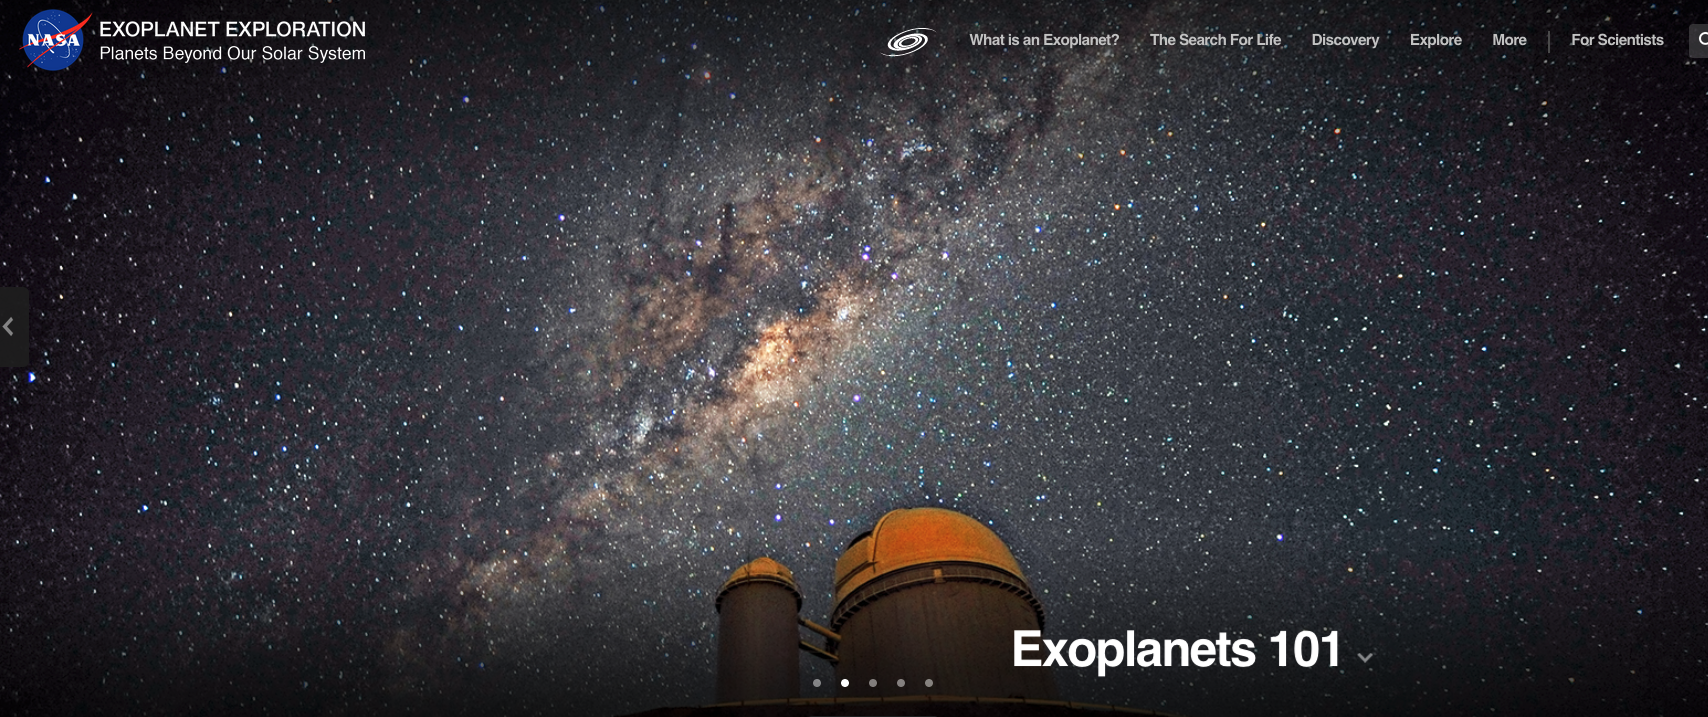 NASA
EXOPLANET EXPLORATION
Planets Beyond Our Solar System
What is an Exoplanet? The Search For Life Discovery Explore More For Scientists
Exoplanets 101